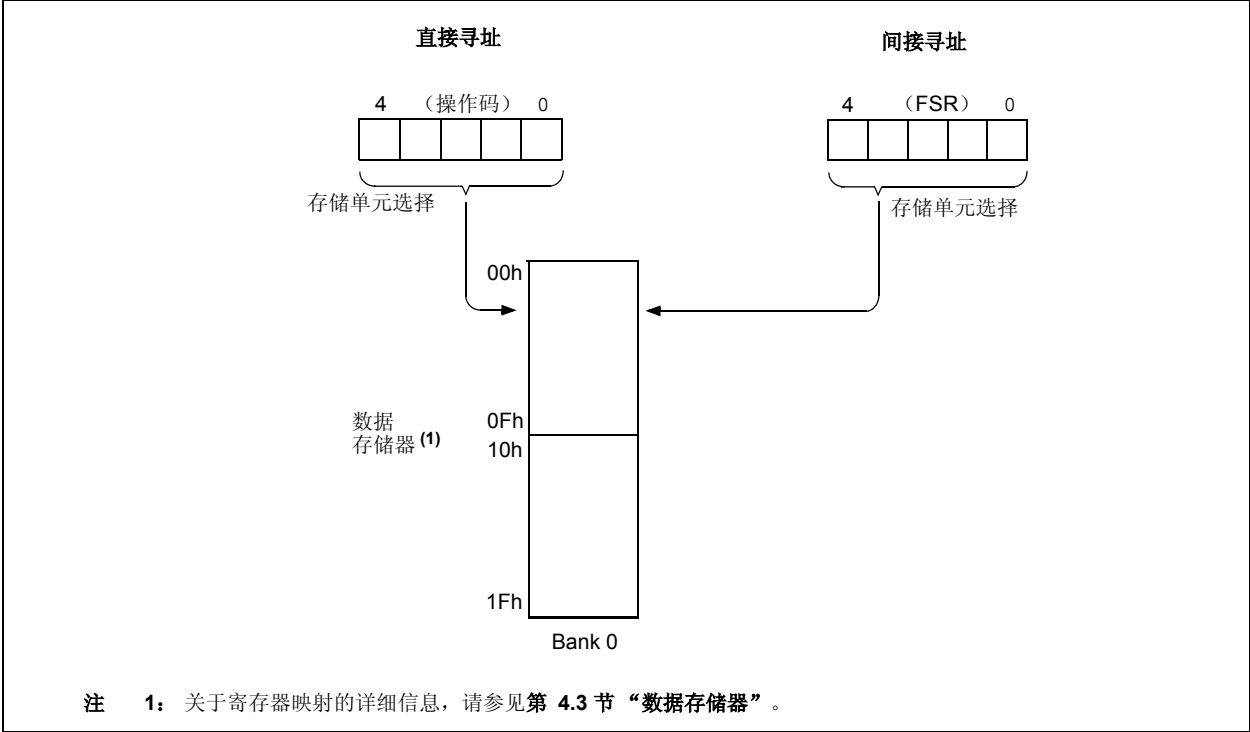 直接寻址
间接寻址
4 （操作码） 0
4 （FSR） 0
存储单元选择
存储单元选择
00h
数据
存储器 (1)
0Fh
10h
1Fh
Bank 0
注 1： 关于寄存器映射的详细信息，请参见第 4.3 节 “数据存储器”。